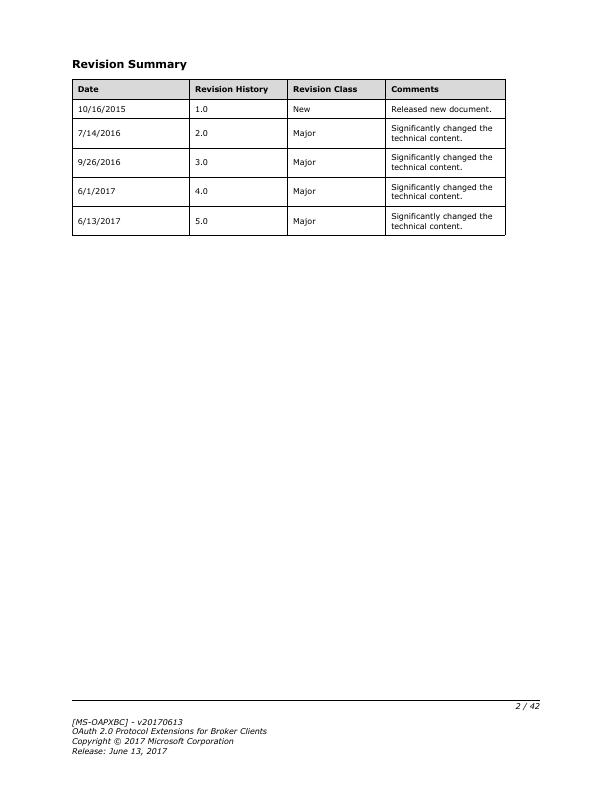 Revision Summary
Date Revision History Revision Class Comments
10/16/2015 1.0 New Released new document.
7/14/2016 2.0 Major Significantly changed the
technical content.
9/26/2016 3.0 Major Significantly changed the
technical content.
6/1/2017 4.0 Major Significantly changed the
technical content.
6/13/2017 5.0 Major Significantly changed the
technical content.
2 / 42
[MS-OAPXBC] - v20170613
OAuth 2.0 Protocol Extensions for Broker Clients
Copyright © 2017 Microsoft Corporation
Release: June 13, 2017